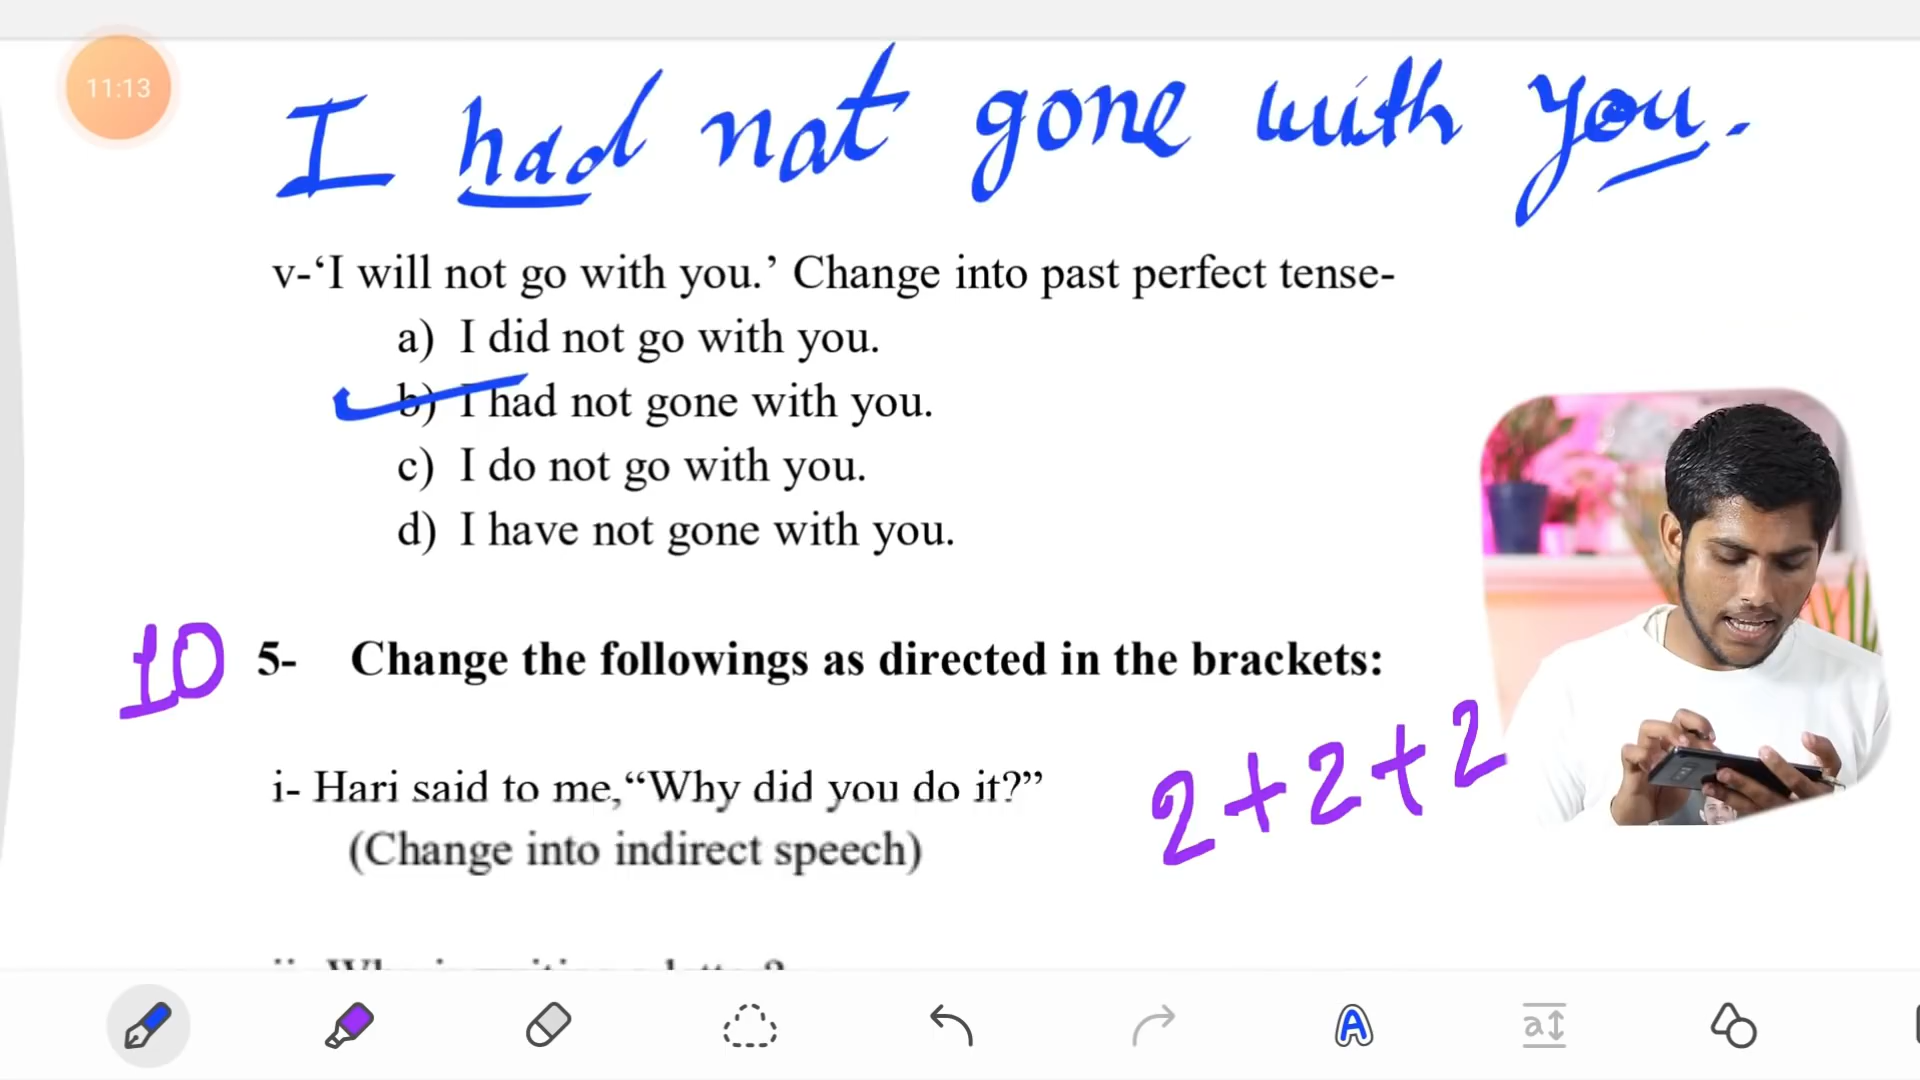 11:13
I had not gone with you.
v-‘I will not go with you.’ Change into past perfect tense-
a) I did not go with you.
b) I had not gone with you.
c) I do not go with you.
d) I have not gone with you.
10 5- Change the followings as directed in the brackets:
i- Hari said to me,“Why did you do it?”
2+2+2
(Change into indirect speech)